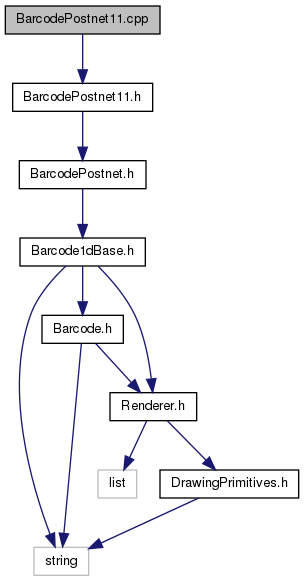 BarcodePostnet11.cpp
BarcodePostnet11.h
BarcodePostnet.h
Barcode1dBase.h
Barcode.h
Renderer.h
list
DrawingPrimitives.h
string